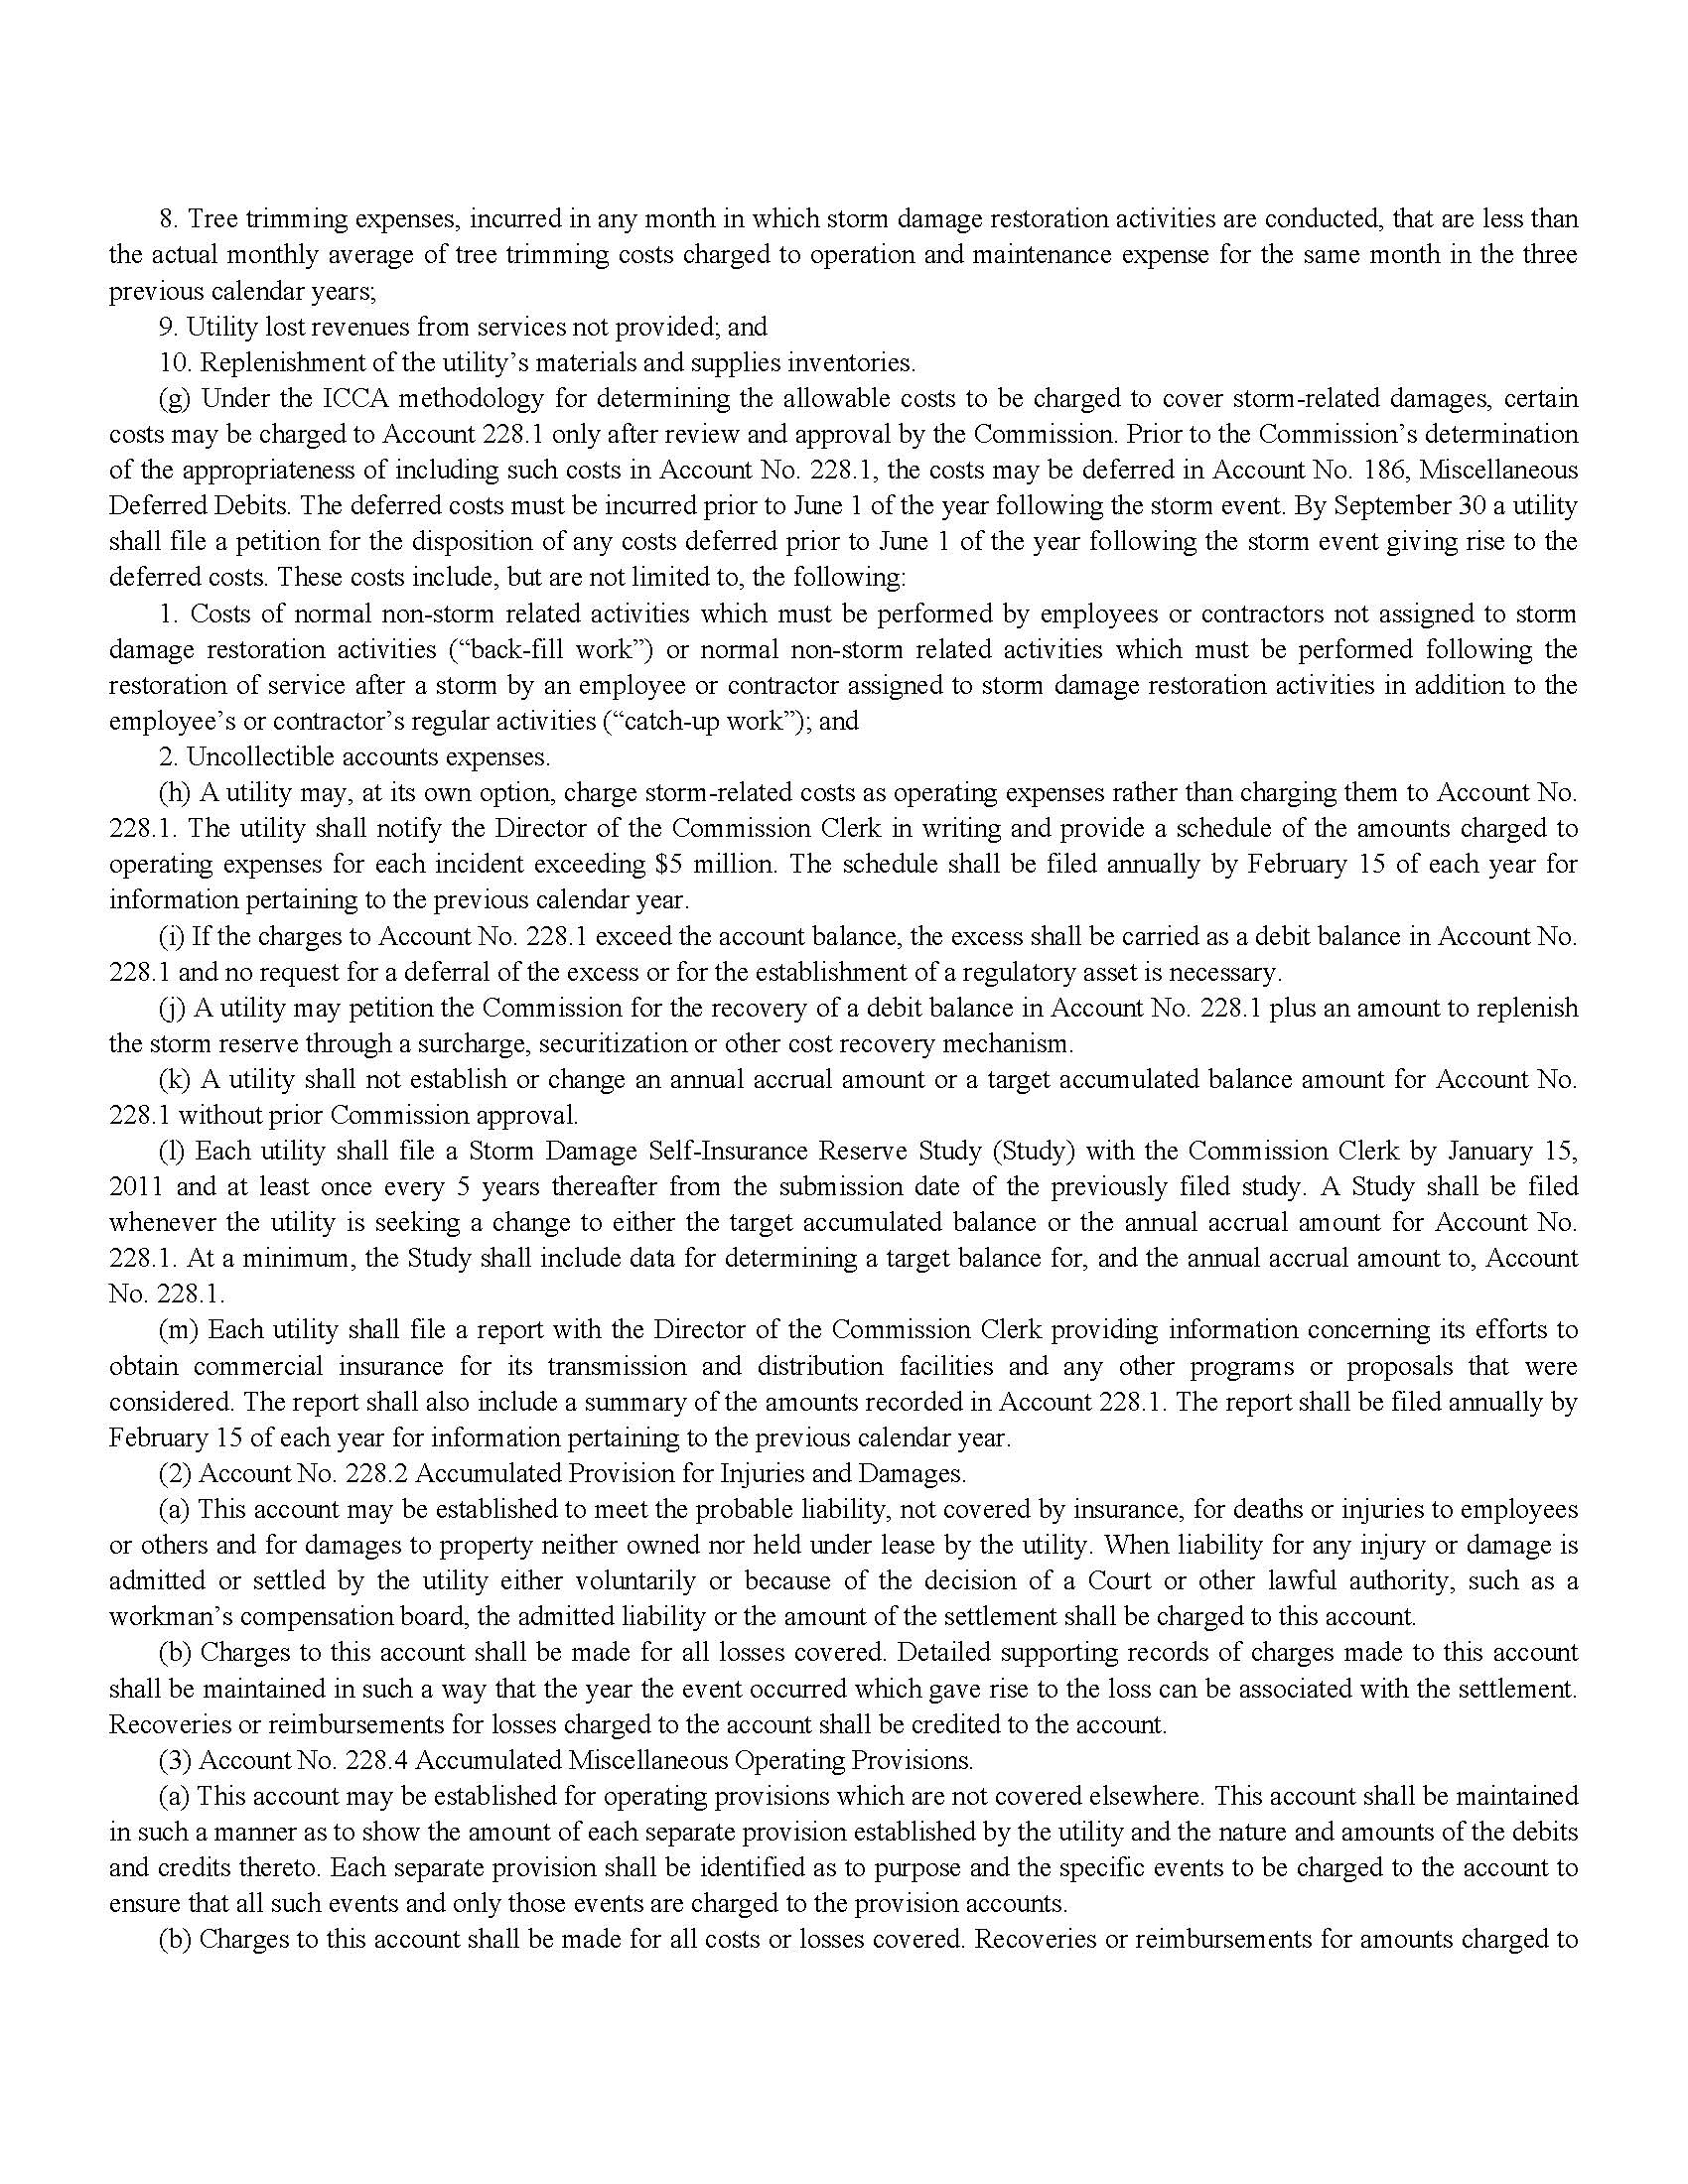 8. Tree trimming expenses, incurred in any month in which storm damage restoration activities are conducted, that are less than
the actual monthly average of tree trimming costs charged to operation and maintenance expense for the same month in the three
previous calendar years;
9. Utility lost revenues from services not provided; and
10. Replenishment of the utility’s materials and supplies inventories.
(g) Under the ICCA methodology for determining the allowable costs to be charged to cover storm-related damages, certain
costs may be charged to Account 228.1 only after review and approval by the Commission. Prior to the Commission’s determination
of the appropriateness of including such costs in Account No. 228.1, the costs may be deferred in Account No. 186, Miscellaneous
Deferred Debits. The deferred costs must be incurred prior to June 1 of the year following the storm event. By September 30 a utility
shall file a petition for the disposition of any costs deferred prior to June 1 of the year following the storm event giving rise to the
deferred costs. These costs include, but are not limited to, the following:
1. Costs of normal non-storm related activities which must be performed by employees or contractors not assigned to storm
damage restoration activities (“back-fill work”) or normal non-storm related activities which must be performed following the
restoration of service after a storm by an employee or contractor assigned to storm damage restoration activities in addition to the
employee’s or contractor’s regular activities (“catch-up work”); and
2. Uncollectible accounts expenses.
(h) A utility may, at its own option, charge storm-related costs as operating expenses rather than charging them to Account No.
228.1. The utility shall notify the Director of the Commission Clerk in writing and provide a schedule of the amounts charged to
operating expenses for each incident exceeding $5 million. The schedule shall be filed annually by February 15 of each year for
information pertaining to the previous calendar year.
(i) If the charges to Account No. 228.1 exceed the account balance, the excess shall be carried as a debit balance in Account No.
228.1 and no request for a deferral of the excess or for the establishment of a regulatory asset is necessary.
(j) A utility may petition the Commission for the recovery of a debit balance in Account No. 228.1 plus an amount to replenish
the storm reserve through a surcharge, securitization or other cost recovery mechanism.
(k) A utility shall not establish or change an annual accrual amount or a target accumulated balance amount for Account No.
228.1 without prior Commission approval.
(l) Each utility shall file a Storm Damage Self-Insurance Reserve Study (Study) with the Commission Clerk by January 15,
2011 and at least once every 5 years thereafter from the submission date of the previously filed study. A Study shall be filed
whenever the utility is seeking a change to either the target accumulated balance or the annual accrual amount for Account No.
228.1. At a minimum, the Study shall include data for determining a target balance for, and the annual accrual amount to, Account
No. 228.1.
(m) Each utility shall file a report with the Director of the Commission Clerk providing information concerning its efforts to
obtain commercial insurance for its transmission and distribution facilities and any other programs or proposals that were
considered. The report shall also include a summary of the amounts recorded in Account 228.1. The report shall be filed annually by
February 15 of each year for information pertaining to the previous calendar year.
(2) Account No. 228.2 Accumulated Provision for Injuries and Damages.
(a) This account may be established to meet the probable liability, not covered by insurance, for deaths or injuries to employees
or others and for damages to property neither owned nor held under lease by the utility. When liability for any injury or damage is
admitted or settled by the utility either voluntarily or because of the decision of a Court or other lawful authority, such as a
workman’s compensation board, the admitted liability or the amount of the settlement shall be charged to this account.
(b) Charges to this account shall be made for all losses covered. Detailed supporting records of charges made to this account
shall be maintained in such a way that the year the event occurred which gave rise to the loss can be associated with the settlement.
Recoveries or reimbursements for losses charged to the account shall be credited to the account.
(3) Account No. 228.4 Accumulated Miscellaneous Operating Provisions.
(a) This account may be established for operating provisions which are not covered elsewhere. This account shall be maintained
in such a manner as to show the amount of each separate provision established by the utility and the nature and amounts of the debits
and credits thereto. Each separate provision shall be identified as to purpose and the specific events to be charged to the account to
ensure that all such events and only those events are charged to the provision accounts.
(b) Charges to this account shall be made for all costs or losses covered. Recoveries or reimbursements for amounts charged to